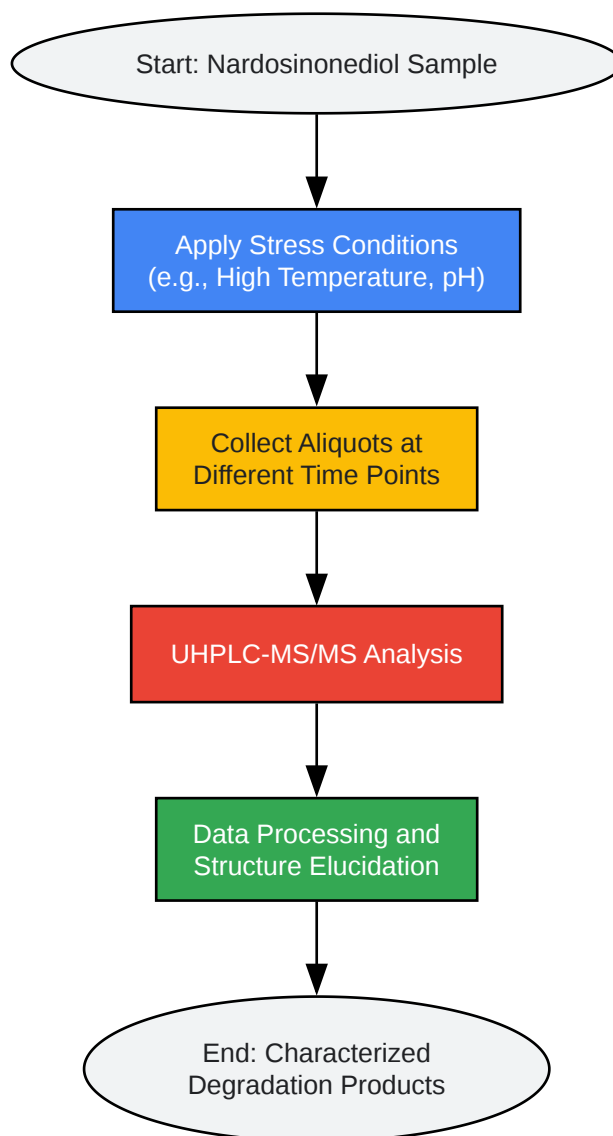 Start: Nardosinonediol Sample
Apply Stress Conditions
(e.g., High Temperature, pH)
Collect Aliquots at
Different Time Points
UHPLC-MS/MS Analysis
Data Processing and
Structure Elucidation
End: Characterized
Degradation Products